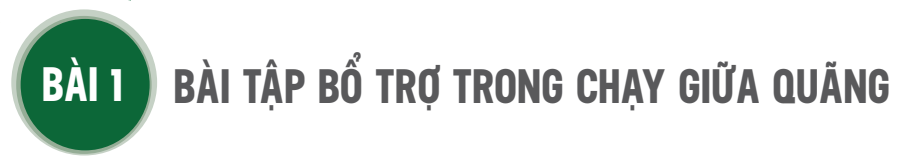 BÀI 1 BÀI TẬP BỔ TRỢ TRONG CHẠY GIỮA QUÃNG